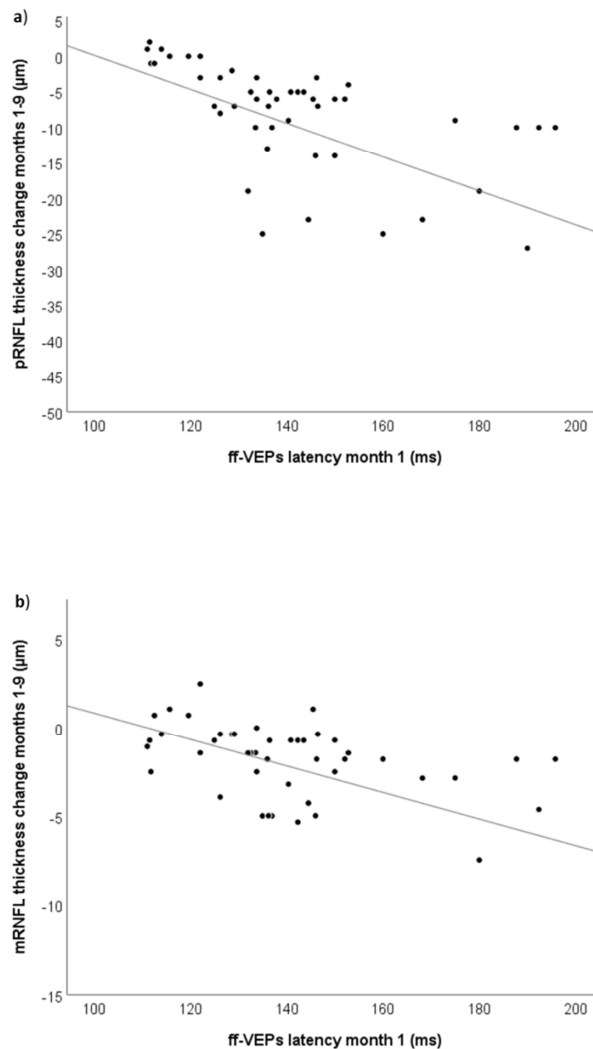 a)
5
0
-5
-10
-15
-20
-25
-30
-35
-40
-45
-50
pRNFL thickness change months 1-9 (µm)
100 120 140 160 180 200
ff-VEPs latency month 1 (ms)
b)
5
0
-5
-10
-15
mRNFL thickness change months 1-9 (µm)
100 120 140 160 180 200
ff-VEPs latency month 1 (ms)